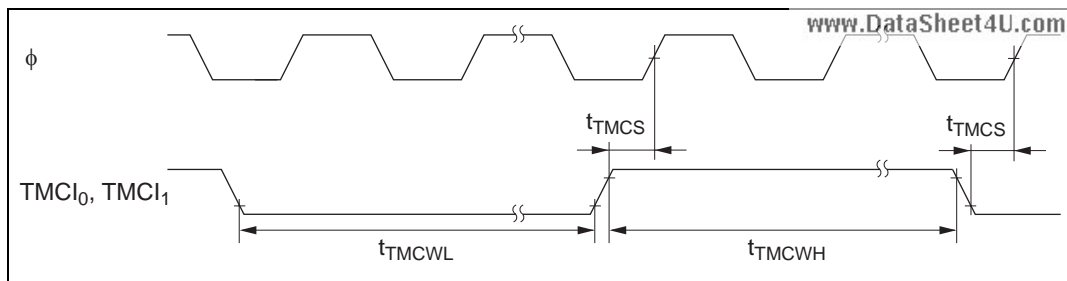 www.DataSheet4U.com
ϕ
tTMCS
tTMCS
TMCI0, TMCI1
tTMCWL
tTMCWH